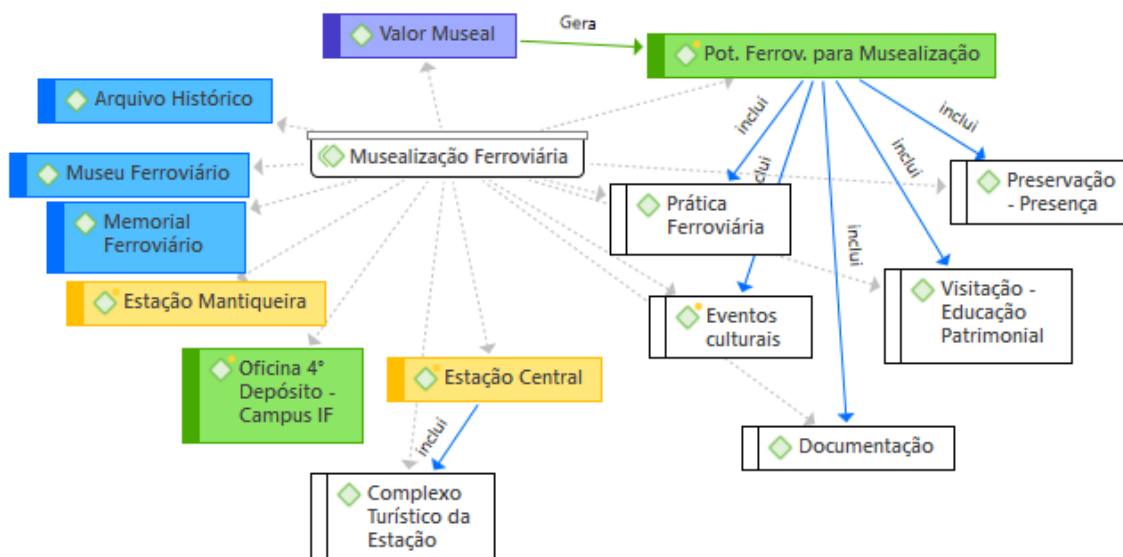 Gera
Valor Museal
Pot. Ferrov. para Musealização
Arquivo Histórico
inclui
inclui
Musealização Ferroviária
inclui
inclui
Museu Ferroviário
Preservação
- Presença
Prática
Ferroviária
Memorial
Ferroviário
inclui
Estação Mantiqueira
Visitação -
Educação
Patrimonial
Eventos
culturais
Oficina 4°
Depósito -
Campus IF
Estação Central
inclui
Documentação
Complexo
Turístico da
Estação